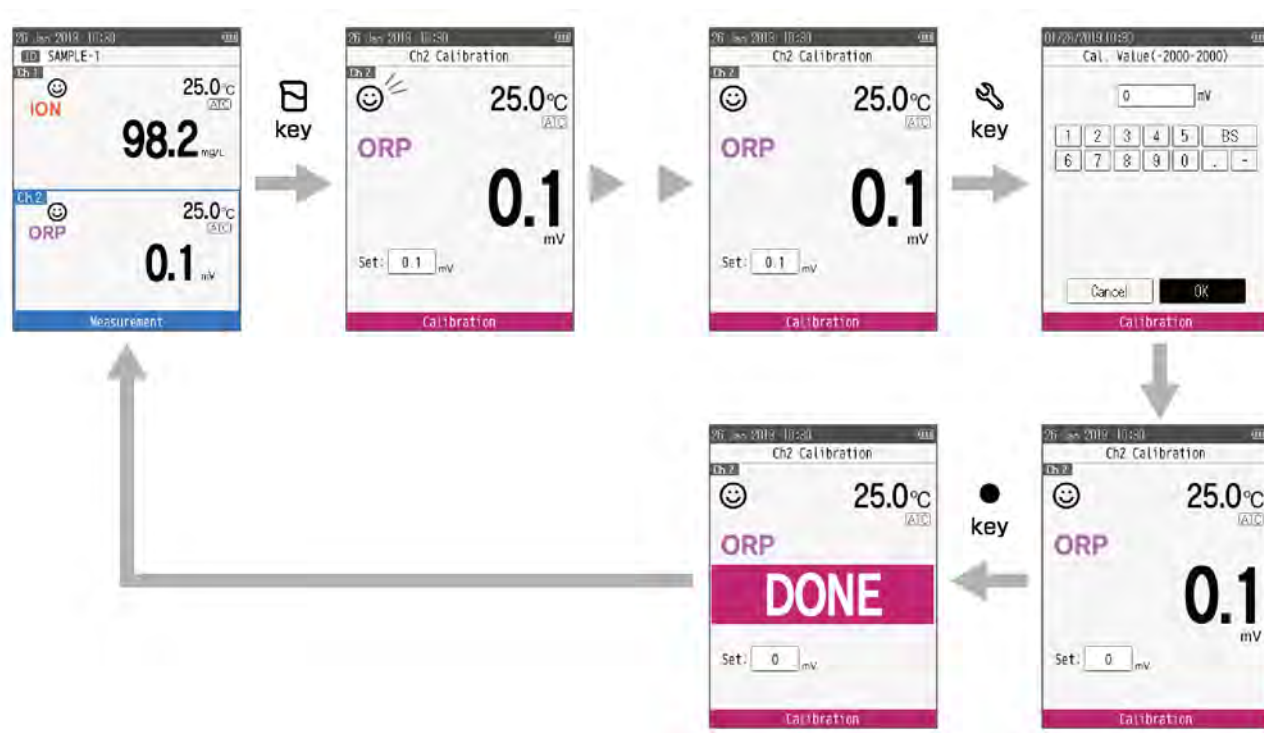 26 Jan 2019 10:30
ID SAMPLE-1
Ch 1
25.0°C
ATC
ION
98.2 mg/L
Ch 2
25.0°C
ATC
ORP
0.1 mV
Measurement
key
26 Jan 2019 10:30
Ch2 Calibration
Ch 2
25.0°C
ATC
ORP
0.1
mV
Set: 0.1 mV
Calibration
26 Jan 2019 10:30
Ch2 Calibration
Ch 2
25.0°C
ATC
ORP
0.1
mV
Set: 0.1 mV
Calibration
key
01/26/2019 10:30
Cal. Value(-2000-2000)
0 mV
1 2 3 4 5 BS
6 7 8 9 0 . -
Cancel OK
Calibration
26 Jan 2019 10:30
Ch2 Calibration
Ch 2
25.0°C
ATC
ORP
DONE
Set: 0 mV
Calibration
key
26 Jan 2019 10:30
Ch2 Calibration
Ch 2
25.0°C
ATC
ORP
0.1
mV
Set: 0 mV
Calibration